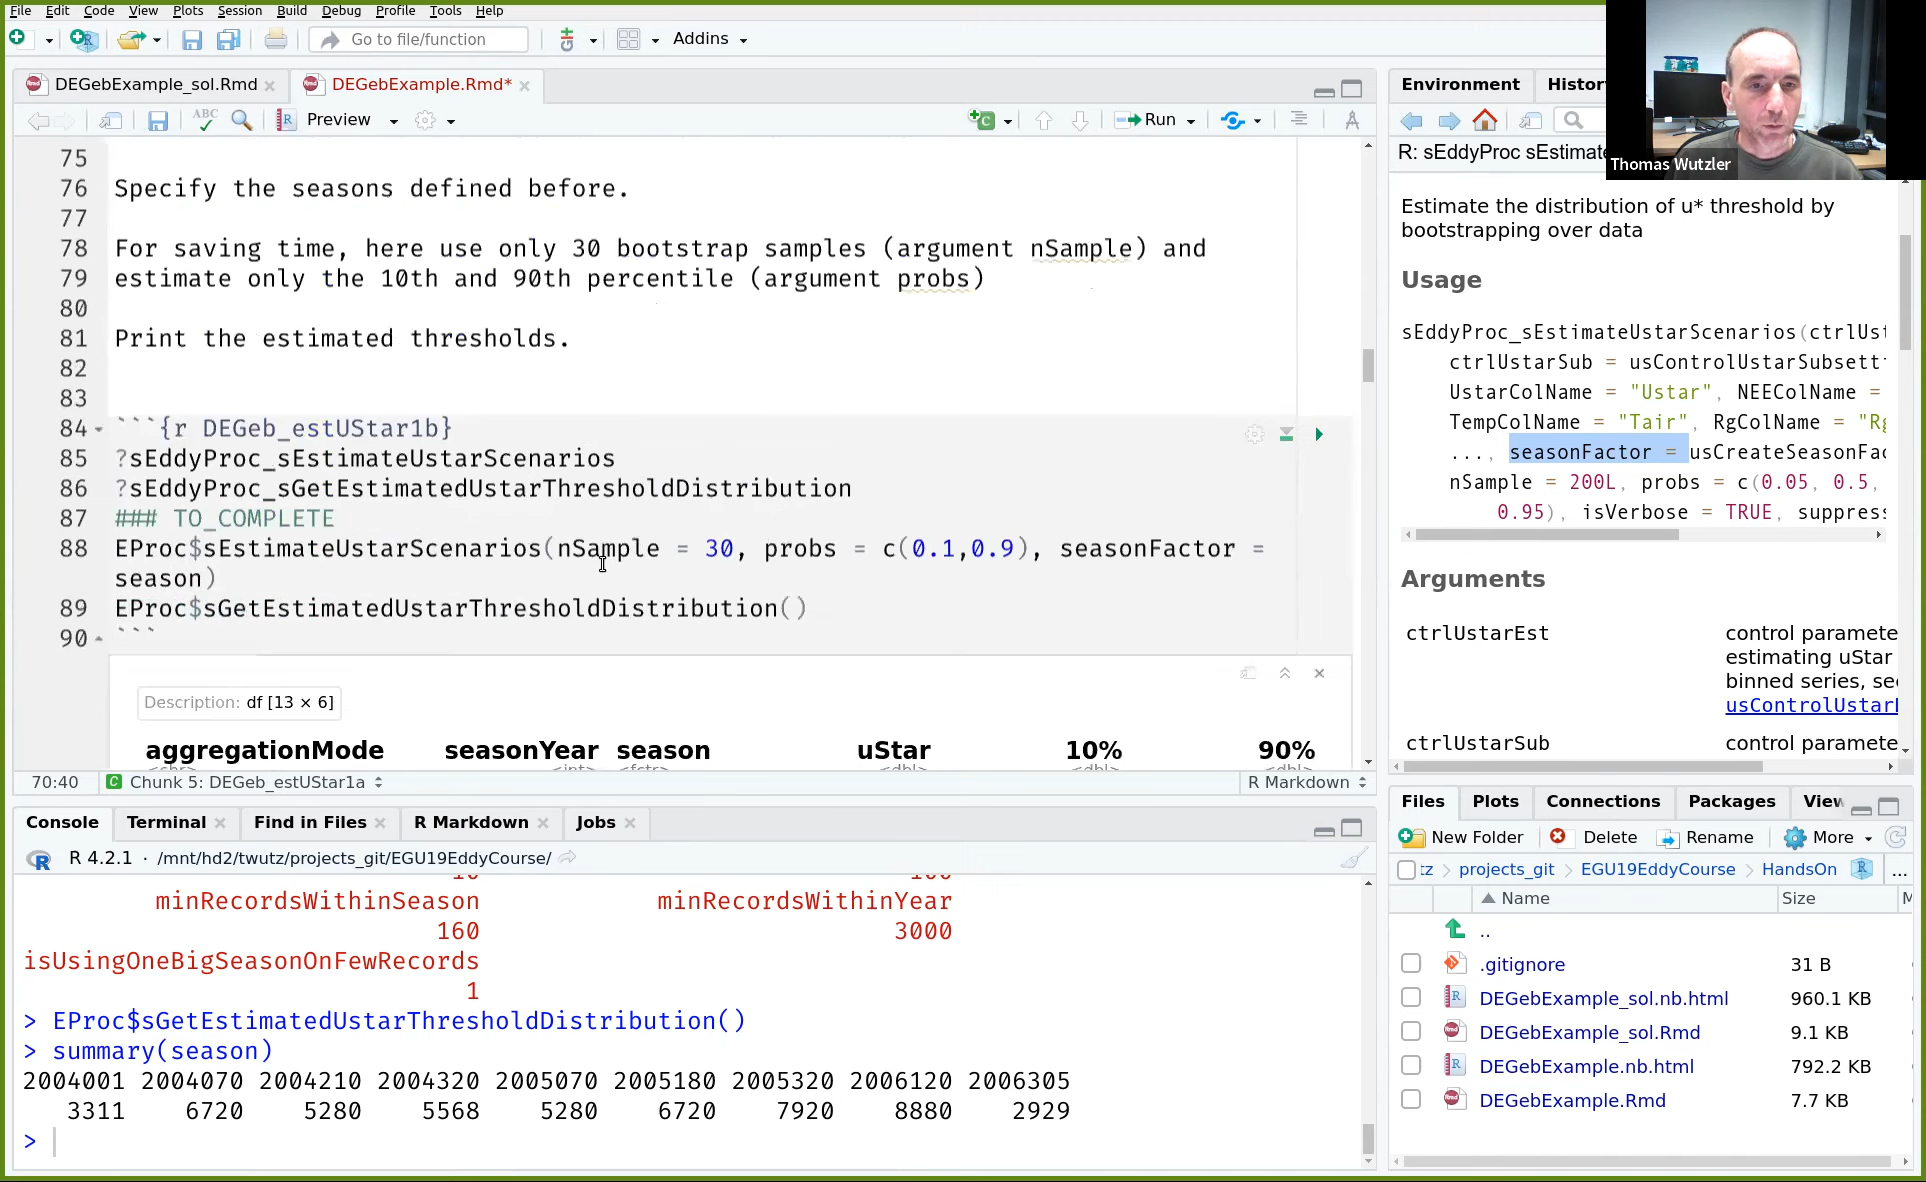 File Edit Code View Plots Session Build Debug Profile Tools Help
Go to file/function Addins
DEGebExample_sol.Rmd DEGebExample.Rmd*
Preview Run
75
76 Specify the seasons defined before.
77
78 For saving time, here use only 30 bootstrap samples (argument nSample) and
79 estimate only the 10th and 90th percentile (argument probs)
80
81 Print the estimated thresholds.
82
83
84 ```{r DEGeb_estUStar1b}
85 ?sEddyProc_sEstimateUstarScenarios
86 ?sEddyProc_sGetEstimatedUstarThresholdDistribution
87 ### TO_COMPLETE
88 EProc$sEstimateUstarScenarios(nSample = 30, probs = c(0.1,0.9), seasonFactor =
season)
89 EProc$sGetEstimatedUstarThresholdDistribution()
90 ```
Description: df [13 × 6]
aggregationMode seasonYear season uStar 10% 90%
70:40 Chunk 5: DEGeb_estUStar1a R Markdown
Console Terminal Find in Files R Markdown Jobs
R 4.2.1 · /mnt/hd2/twutz/projects_git/EGU19EddyCourse/
minRecordsWithinSeason minRecordsWithinYear
160 3000
isUsingOneBigSeasonOnFewRecords
1
> EProc$sGetEstimatedUstarThresholdDistribution()
> summary(season)
2004001 2004070 2004210 2004320 2005070 2005180 2005320 2006120 2006305
3311 6720 5280 5568 5280 6720 7920 8880 2929
>
Environment Histor
R: sEddyProc sEstimate
Thomas Wutzler
Estimate the distribution of u* threshold by
bootstrapping over data
Usage
sEddyProc_sEstimateUstarScenarios(ctrlUst
ctrlUstarSub = usControlUstarSubsett
UstarColName = "Ustar", NEEColName =
TempColName = "Tair", RgColName = "Rg
..., seasonFactor = usCreateSeasonFac
nSample = 200L, probs = c(0.05, 0.5,
0.95), isVerbose = TRUE, suppress
Arguments
ctrlUstarEst control paramete
estimating uStar
binned series, see
usControlUstarE
ctrlUstarSub control paramete
Files Plots Connections Packages View
New Folder Delete Rename More
tz projects_git EGU19EddyCourse HandsOn ...
Name Size M
..
.gitignore 31 B
DEGebExample_sol.nb.html 960.1 KB
DEGebExample_sol.Rmd 9.1 KB
DEGebExample.nb.html 792.2 KB
DEGebExample.Rmd 7.7 KB